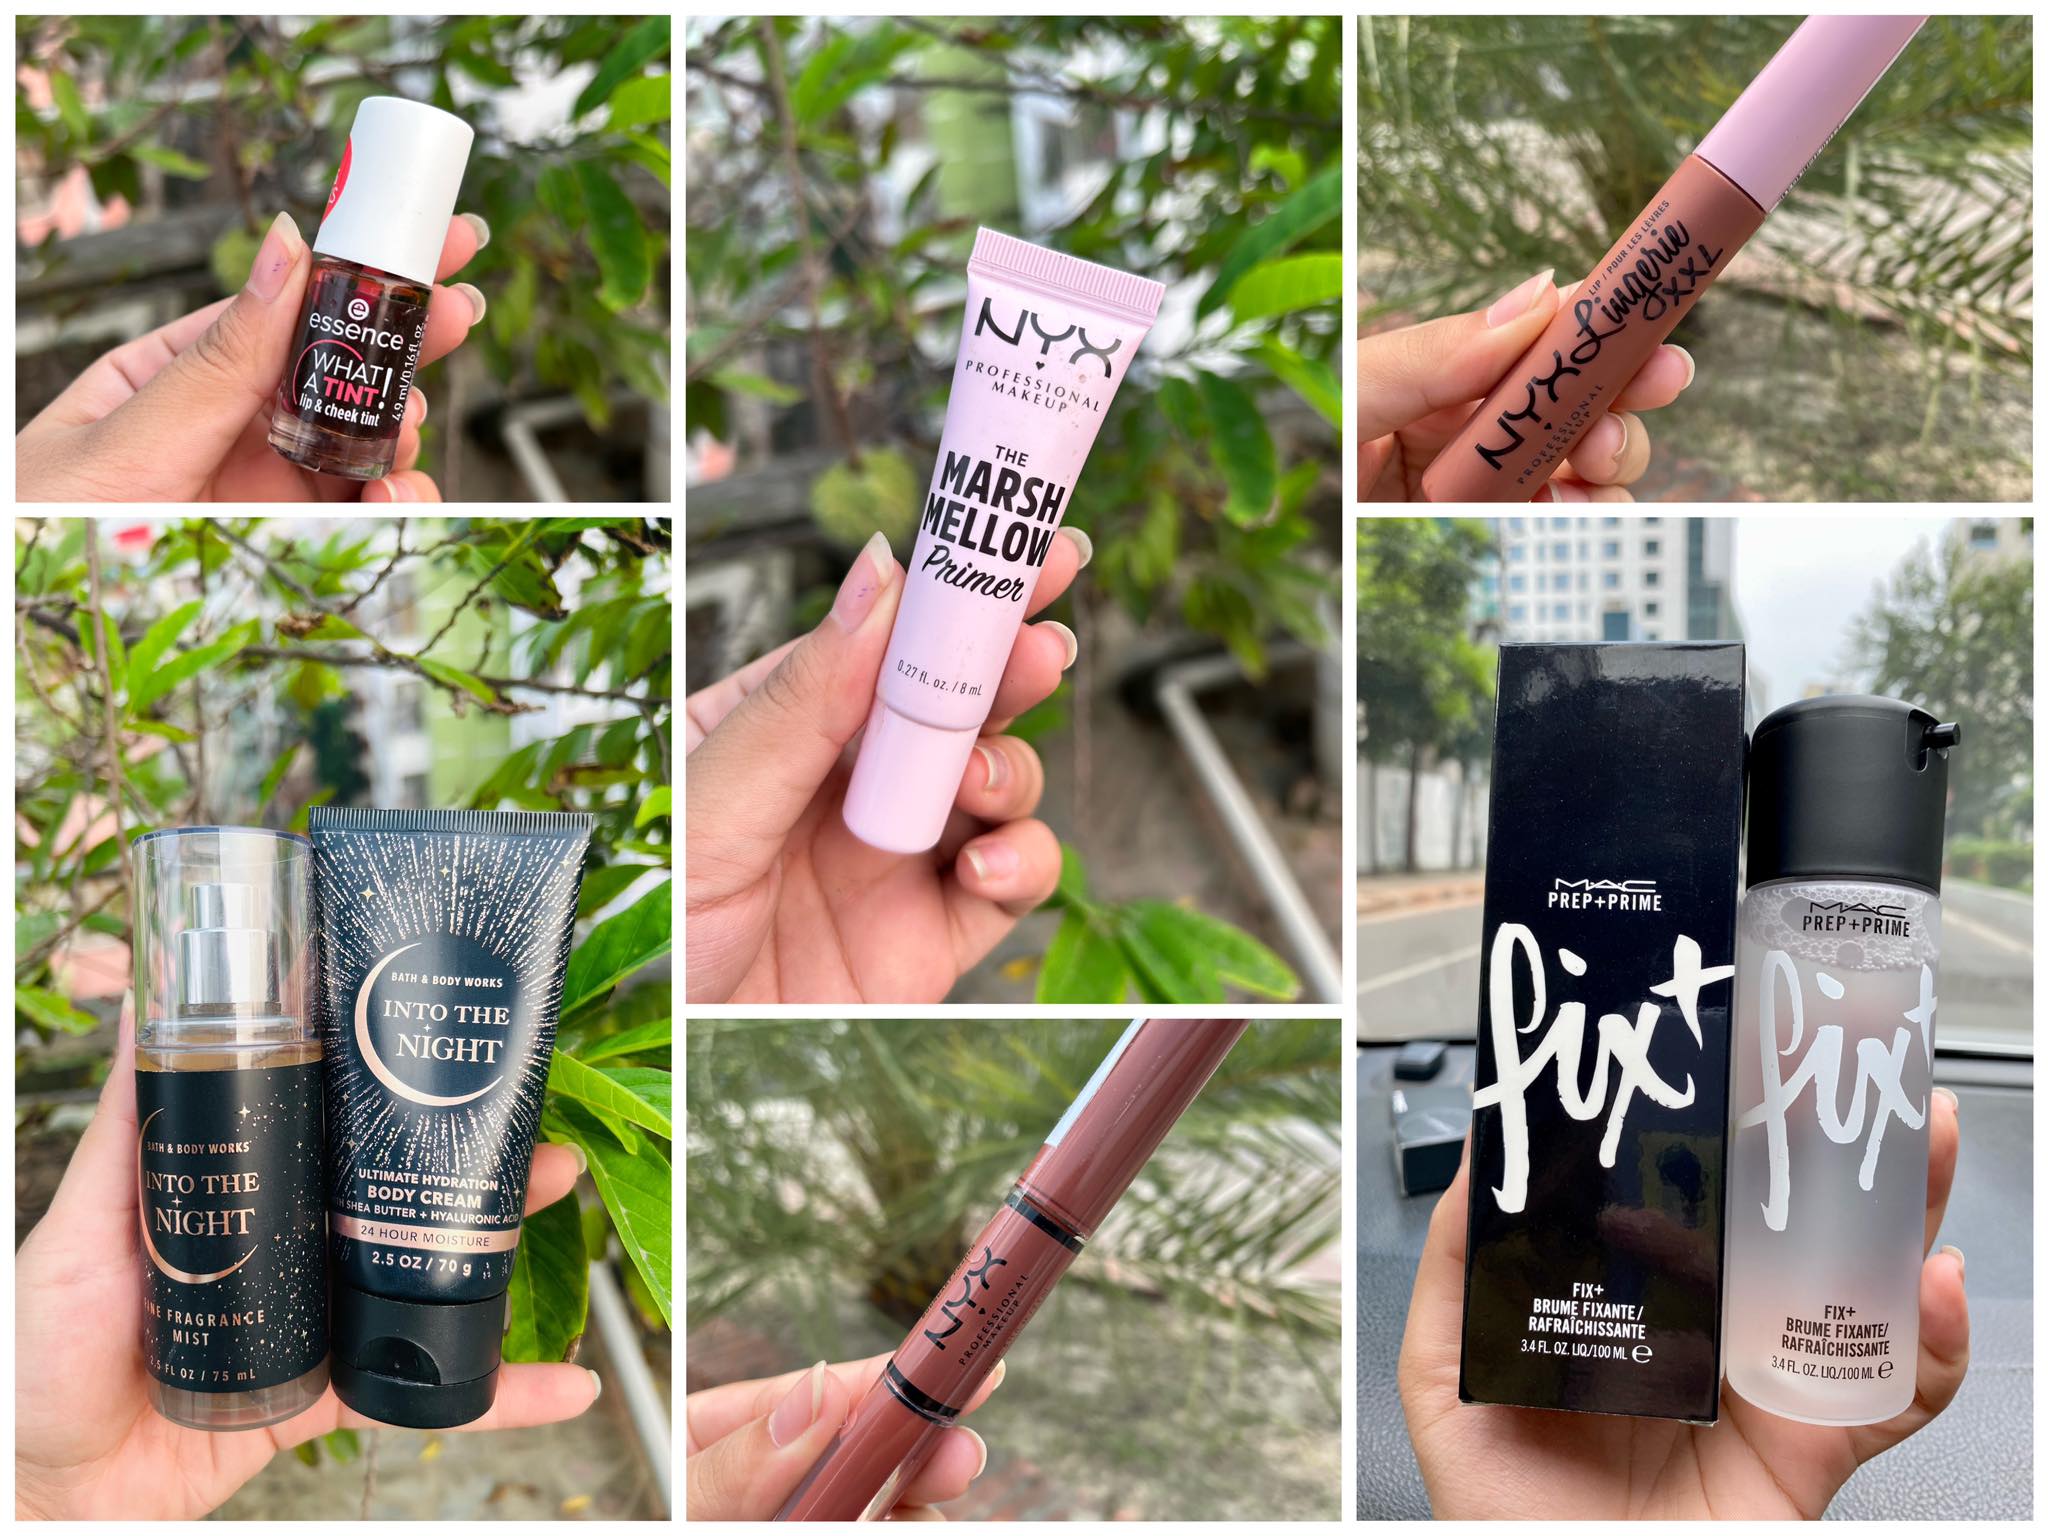 essence
WHAT
A TINT!
lip & cheek tint
4.9 ml/0.16 fl. oz.
NYX
PROFESSIONAL
MAKEUP
THE
MARSH
MELLOW
Primer
0.27 fl. oz. / 8 mL
LIP / POUR LES LÈVRES
Lingerie
XXL
NYX
PROFESSIONAL
MAKEUP
BATH & BODY WORKS
INTO THE
NIGHT
FINE FRAGRANCE
MIST
2.5 FL OZ / 75 mL
BATH & BODY WORKS
INTO THE
NIGHT
ULTIMATE HYDRATION
BODY CREAM
WITH SHEA BUTTER + HYALURONIC ACID
24 HOUR MOISTURE
2.5 OZ / 70 g
NYX
PROFESSIONAL
MAKEUP
MAC
PREP+PRIME
fix+
FIX+
BRUME FIXANTE/
RAFRAÎCHISSANTE
3.4 FL. OZ. LIQ/100 ML e
MAC
PREP+PRIME
fix+
FIX+
BRUME FIXANTE/
RAFRAÎCHISSANTE
3.4 FL. OZ. LIQ/100 ML e